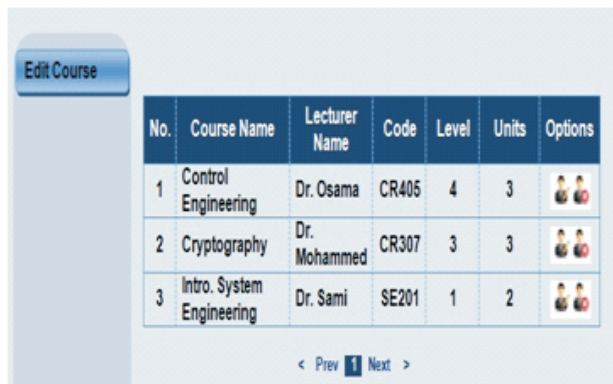 Edit Course
No. Course Name Lecturer Name Code Level Units Options
1 Control Engineering Dr. Osama CR405 4 3
2 Cryptography Dr. Mohammed CR307 3 3
3 Intro. System Engineering Dr. Sami SE201 1 2
< Prev 1 Next >